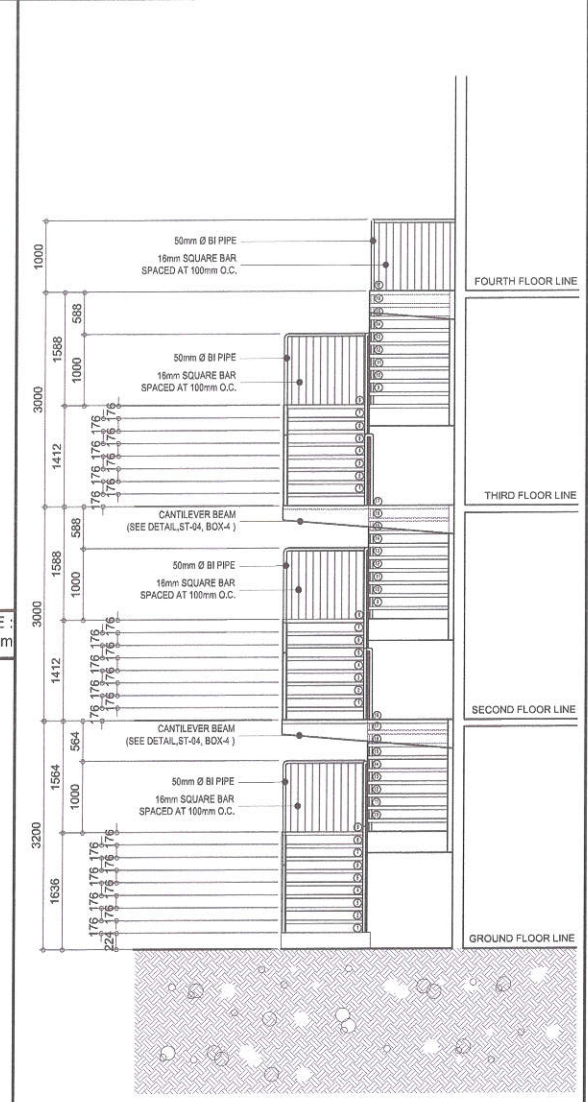 50mm Ø BI PIPE
16mm SQUARE BAR
SPACED AT 100mm O.C.
1000
FOURTH FLOOR LINE
588
1588
1000
3000
50mm Ø BI PIPE
16mm SQUARE BAR
SPACED AT 100mm O.C.
1412
176
176
176
176
176
176
176
176
THIRD FLOOR LINE
CANTILEVER BEAM
(SEE DETAIL,ST-04, BOX-4 )
588
1588
1000
3000
50mm Ø BI PIPE
16mm SQUARE BAR
SPACED AT 100mm O.C.
1412
176
176
176
176
176
176
176
176
SECOND FLOOR LINE
CANTILEVER BEAM
(SEE DETAIL,ST-04, BOX-4 )
564
1564
1000
3200
50mm Ø BI PIPE
16mm SQUARE BAR
SPACED AT 100mm O.C.
1636
176
176
176
176
176
176
176
176
224
GROUND FLOOR LINE